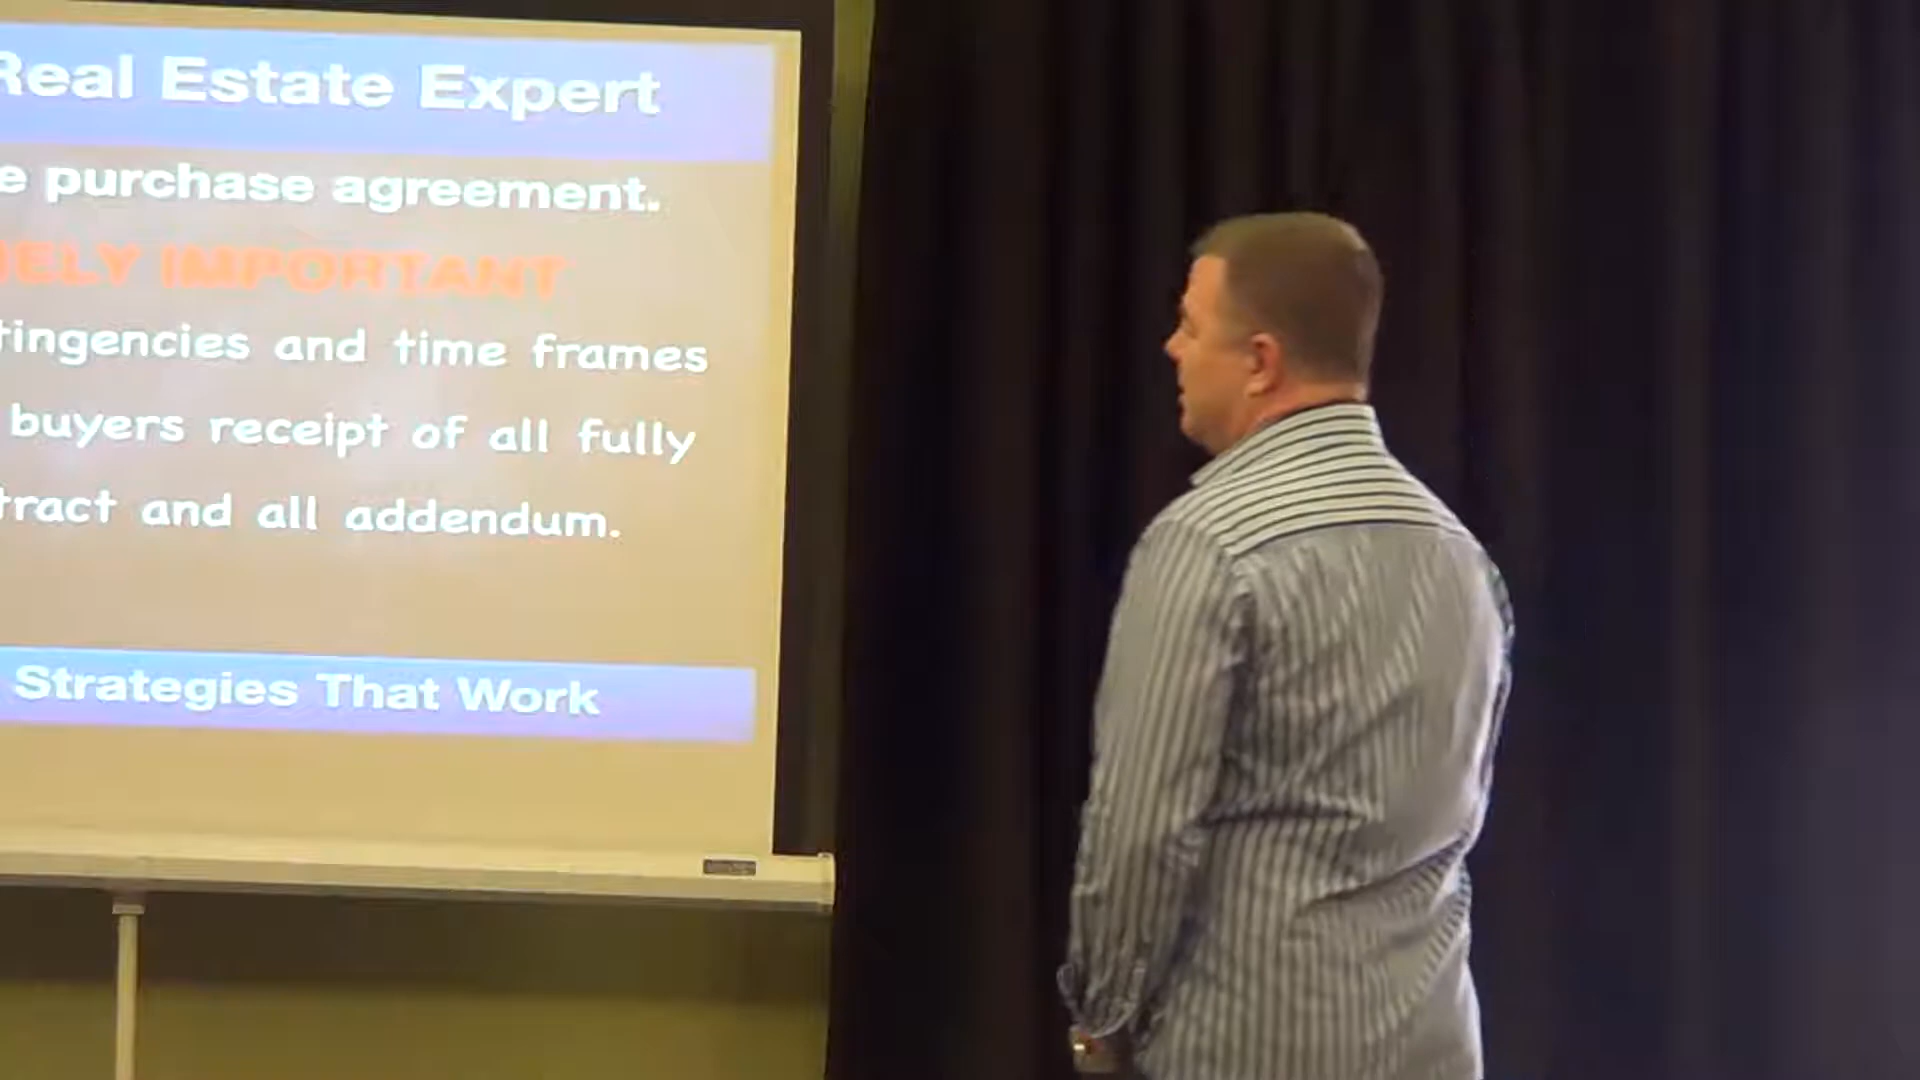 Real Estate Expert
e purchase agreement.
ELY IMPORTANT
tingencies and time frames
buyers receipt of all fully
tract and all addendum.
Strategies That Work